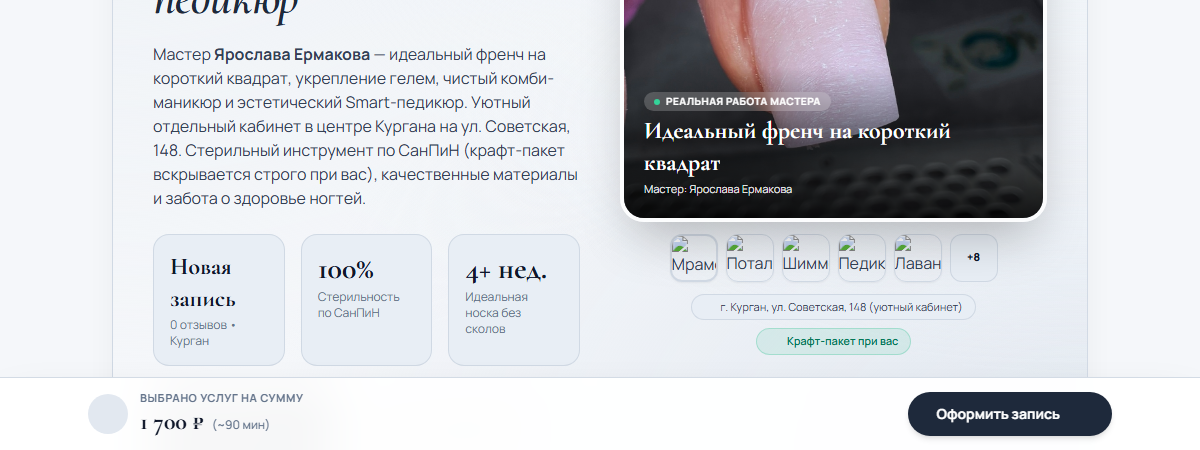 педикюр
Мастер Ярослава Ермакова — идеальный френч на
короткий квадрат, укрепление гелем, чистый комби-
маникюр и эстетический Smart-педикюр. Уютный
отдельный кабинет в центре Кургана на ул. Советская,
148. Стерильный инструмент по СанПиН (крафт-пакет
вскрывается строго при вас), качественные материалы
и забота о здоровье ногтей.
Новая
запись
0 отзывов •
Курган
100%
Стерильность
по СанПиН
4+ нед.
Идеальная
носка без
сколов
РЕАЛЬНАЯ РАБОТА МАСТЕРА
Идеальный френч на короткий
квадрат
Мастер: Ярослава Ермакова
Мрамо Потал Шимм Педик Лаван +8
г. Курган, ул. Советская, 148 (уютный кабинет)
Крафт-пакет при вас
ВЫБРАНО УСЛУГ НА СУММУ
1 700 ₽ (~90 мин)
Оформить запись